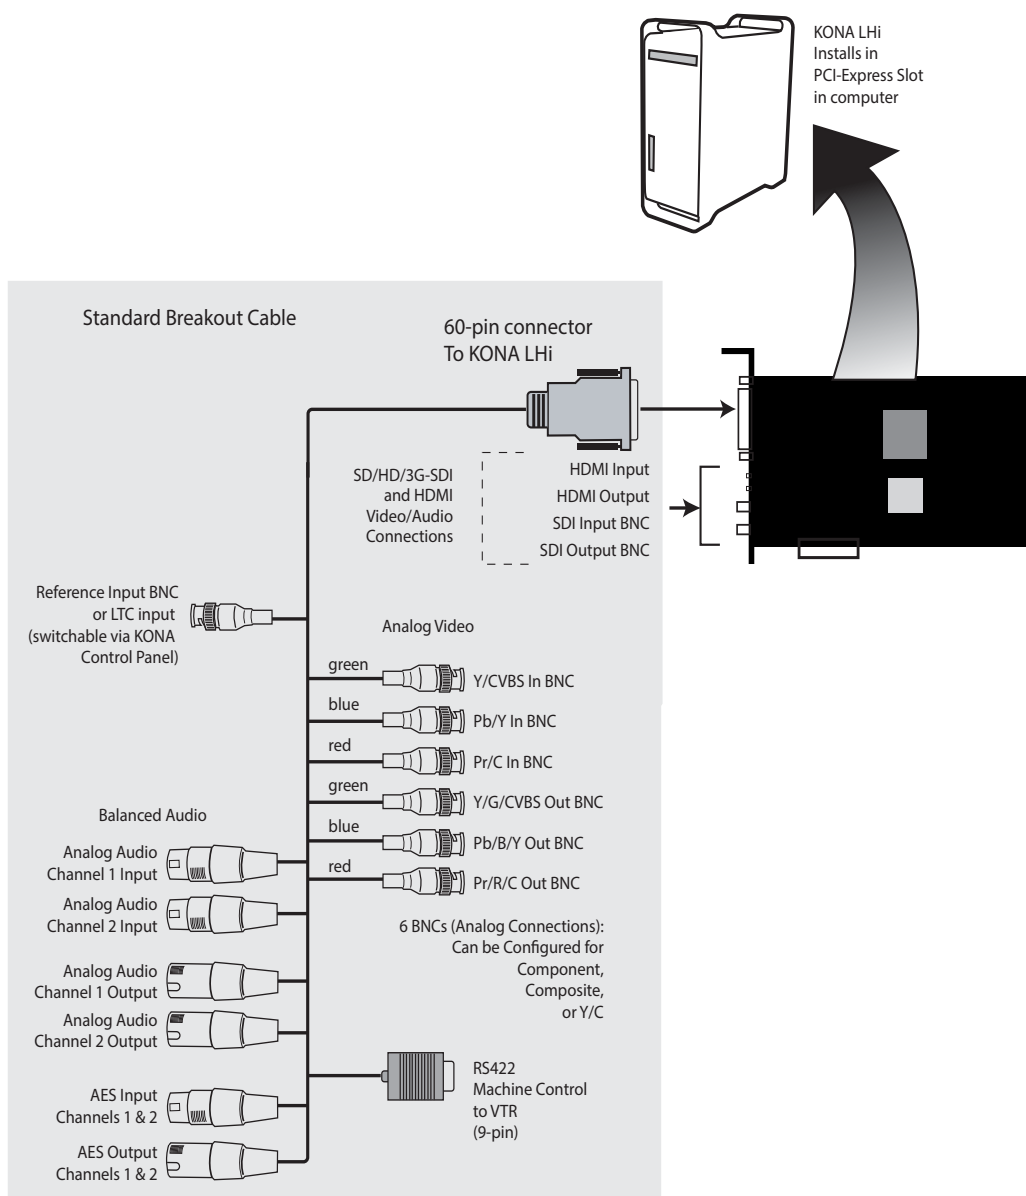 KONA LHi
Installs in
PCI-Express Slot
in computer
Standard Breakout Cable
60-pin connector
To KONA LHi
SD/HD/3G-SDI
and HDMI
Video/Audio
Connections
HDMI Input
HDMI Output
SDI Input BNC
SDI Output BNC
Reference Input BNC
or LTC input
(switchable via KONA
Control Panel)
Analog Video
green
Y/CVBS In BNC
blue
Pb/Y In BNC
red
Pr/C In BNC
green
Y/G/CVBS Out BNC
blue
Pb/B/Y Out BNC
red
Pr/R/C Out BNC
6 BNCs (Analog Connections):
Can be Configured for
Component,
Composite,
or Y/C
Balanced Audio
Analog Audio
Channel 1 Input
Analog Audio
Channel 2 Input
Analog Audio
Channel 1 Output
Analog Audio
Channel 2 Output
AES Input
Channels 1 & 2
AES Output
Channels 1 & 2
RS422
Machine Control
to VTR
(9-pin)